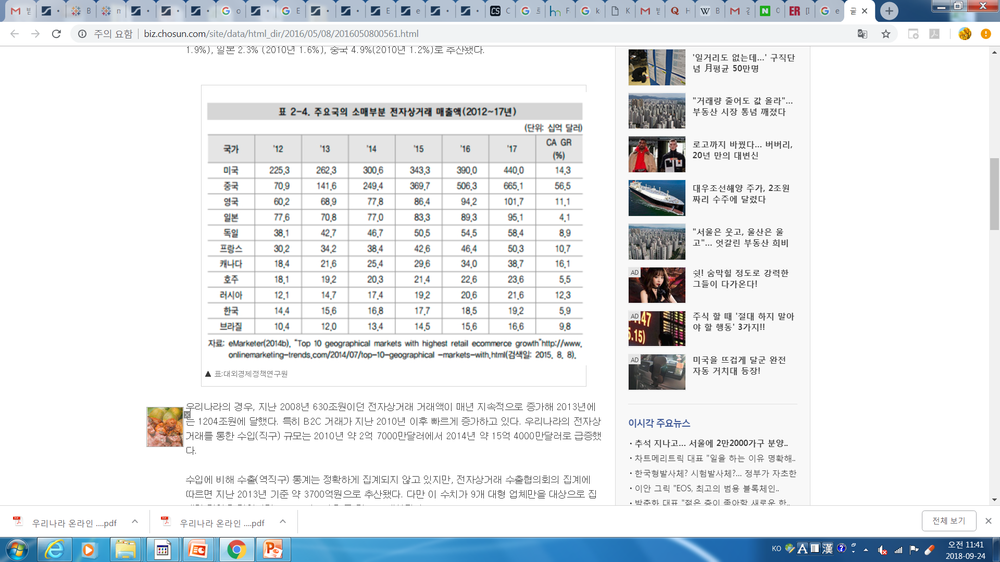 주의 요함
biz.chosun.com/site/data/html_dir/2016/05/08/2016050800561.html
1.9%), 일본 2.3% (2010년 1.6%), 중국 4.9%(2010년 1.2%)로 추산됐다.
표 2-4. 주요국의 소매부분 전자상거래 매출액(2012~17년)
(단위: 십억 달러)
국가 '12 '13 '14 '15 '16 '17 CA GR (%)
미국 225.3 262.3 300.6 343.3 390.0 440.0 14.3
중국 70.9 141.6 249.4 369.7 506.3 665.1 56.5
영국 60.2 68.9 77.8 86.4 94.2 101.7 11.1
일본 77.6 70.8 77.0 83.3 89.3 95.1 4.1
독일 38.1 42.7 46.7 50.5 54.5 58.4 8.9
프랑스 30.2 34.2 38.4 42.6 46.4 50.3 10.7
캐나다 18.4 21.6 25.4 29.6 34.0 38.7 16.1
호주 18.1 19.2 20.3 21.4 22.6 23.6 5.5
러시아 12.1 14.7 17.4 19.2 20.6 21.6 12.3
한국 14.4 15.6 16.8 17.7 18.5 19.2 5.9
브라질 10.4 12.0 13.4 14.5 15.6 16.6 9.8
자료: eMarketer(2014b), "Top 10 geographical markets with highest retail ecommerce growth"http://www.
onlinemarketing-trends.com/2014/07/top-10-geographical -markets-with.html(검색일: 2015. 8. 8).
▲ 표:대외경제정책연구원
우리나라의 경우, 지난 2008년 630조원이던 전자상거래 거래액이 매년 지속적으로 증가해 2013년에
는 1204조원에 달했다. 특히 B2C 거래가 지난 2010년 이후 빠르게 증가하고 있다. 우리나라의 전자상
거래를 통한 수입(직구) 규모는 2010년 약 2억 7000만달러에서 2014년 약 15억 4000만달러로 급증했
다.
수입에 비해 수출(역직구) 통계는 정확하게 집계되지 않고 있지만, 전자상거래 수출협의회의 집계에
따르면 지난 2013년 기준 약 3700억원으로 추산됐다. 다만 이 수치가 9개 대형 업체만을 대상으로 집
'일거리도 없는데...' 구직단
념 月평균 50만명
"거래량 줄어도 값 올라"...
부동산 시장 통념 깨졌다
로고까지 바꿨다... 버버리,
20년 만의 대변신
대우조선해양 주가, 2조원
짜리 수주에 달렸다
"서울은 웃고, 울산은 울
고"... 엇갈린 부동산 희비
AD
쉿! 숨막힐 정도로 강력한
그들이 다가온다!
AD
주식 할 때 '절대 하지 말아
야 할 행동' 3가지!!
AD
미국을 뜨겁게 달군 완전
자동 거치대 등장!
이시각 주요뉴스
· 추석 지나고... 서울에 2만2000가구 분양..
· 차트메리트릭 대표 "일을 하는 이유 명확해..
· 한국형발사체? 시험발사체?... 정부가 자초한
· 이안 그릭 "EOS, 최고의 범용 블록체인..
· 박춘화 대표 "젊은 층이 좋아할 새로운 한..
우리나라 온라인 ....pdf
우리나라 온라인 ....pdf
전체 보기
KO A 漢
오전 11:41
2018-09-24